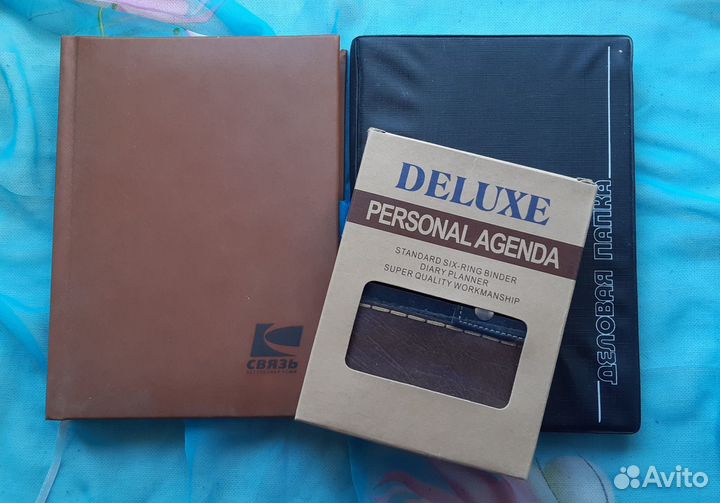 СВЯЗЬ
DELUXE
PERSONAL AGENDA
STANDARD SIX-RING BINDER
DIARY PLANNER
SUPER QUALITY WORKMANSHIP
ДЕЛОВАЯ ПАПКА
Avito